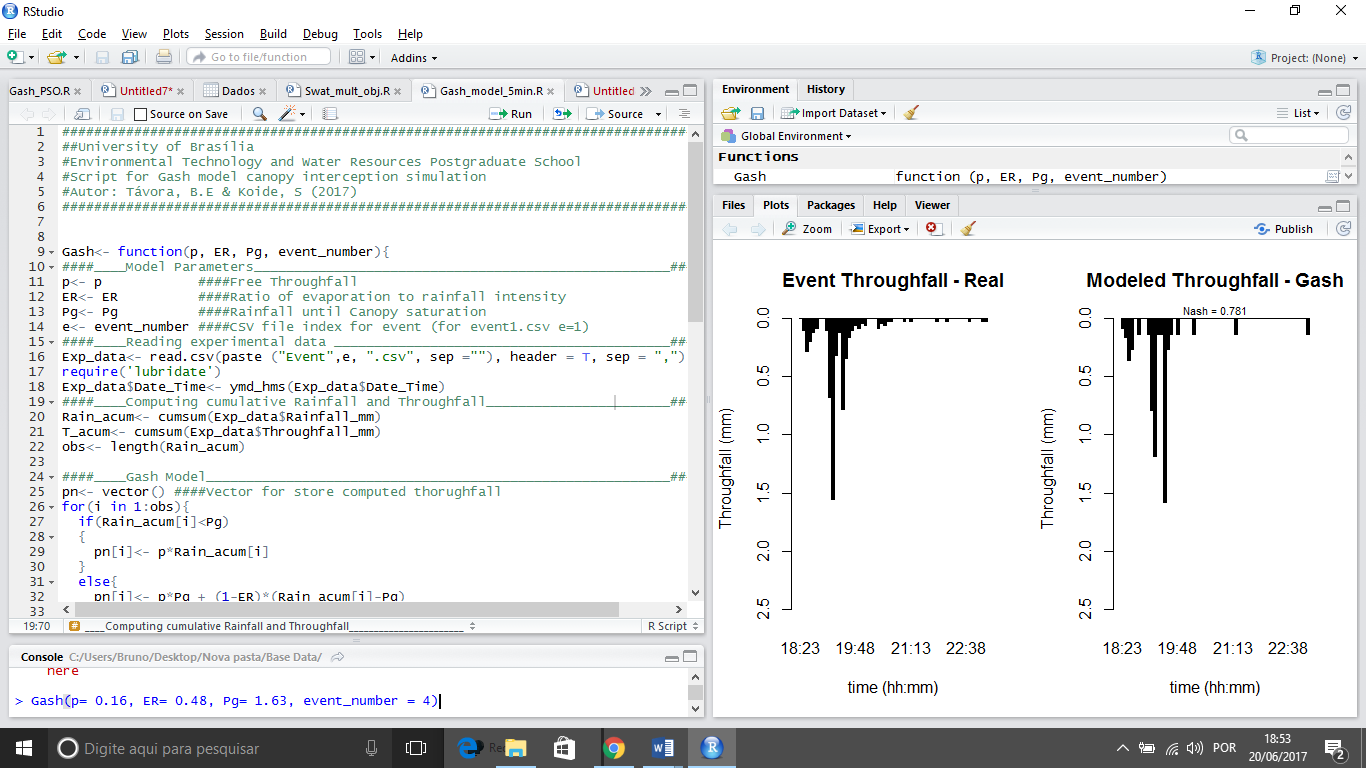 RStudio
File Edit Code View Plots Session Build Debug Tools Help
Go to file/function Addins Project: (None)
Gash_PSO.R Untitled7* Dados Swat_mult_obj.R Gash_model_5min.R Untitled
Source on Save Run Source
1 ################################################################################
2 ##University of Brasília
3 #Environmental Technology and Water Resources Postgraduate School
4 #Script for Gash model canopy interception simulation
5 #Autor: Távora, B.E & Koide, S (2017)
6 ################################################################################
7
8
9 Gash<- function(p, ER, Pg, event_number){
10 ####____Model Parameters_____________________________________________________##
11 p<- p ####Free Throughfall
12 ER<- ER ####Ratio of evaporation to rainfall intensity
13 Pg<- Pg ####Rainfall until Canopy saturation
14 e<- event_number ####CSV file index for event (for event1.csv e=1)
15 ####____Reading experimental data ___________________________________________##
16 Exp_data<- read.csv(paste ("Event",e, ".csv", sep =""), header = T, sep = ",")
17 require('lubridate')
18 Exp_data$Date_Time<- ymd_hms(Exp_data$Date_Time)
19 ####____Computing cumulative Rainfall and Throughfall________________________##
20 Rain_acum<- cumsum(Exp_data$Rainfall_mm)
21 T_acum<- cumsum(Exp_data$Throughfall_mm)
22 obs<- length(Rain_acum)
23
24 ####____Gash Model___________________________________________________________##
25 pn<- vector() ####Vector for store computed thorughfall
26 for(i in 1:obs){
27 if(Rain_acum[i]<Pg)
28 {
29 pn[i]<- p*Rain_acum[i]
30 }
31 else{
32 pn[i]<- p*Pg + (1-ER)*(Rain_acum[i]-Pg)
33
19:70 ____Computing cumulative Rainfall and Throughfall________________________ R Script
Console C:/Users/Bruno/Desktop/Nova pasta/Base Data/
here
> Gash(p= 0.16, ER= 0.48, Pg= 1.63, event_number = 4)
Environment History
Import Dataset List
Global Environment
Functions
Gash function (p, ER, Pg, event_number)
Files Plots Packages Help Viewer
Zoom Export Publish
Event Throughfall - Real
Throughfall (mm)
0.0
0.5
1.0
1.5
2.0
2.5
18:23 19:48 21:13 22:38
time (hh:mm)
Modeled Throughfall - Gash
Nash = 0.781
Throughfall (mm)
0.0
0.5
1.0
1.5
2.0
2.5
18:23 19:48 21:13 22:38
time (hh:mm)
Digite aqui para pesquisar
POR
18:53
20/06/2017
2